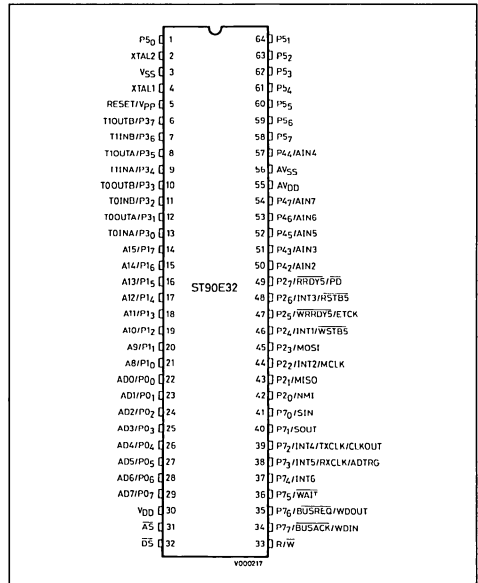 P5₀ 1 64 P5₁
XTAL2 2 63 P5₂
VSS 3 62 P5₃
XTAL1 4 61 P5₄
RESET/VPP 5 60 P5₅
T1OUTB/P3₇ 6 59 P5₆
T1INB/P3₆ 7 58 P5₇
T1OUTA/P3₅ 8 57 P4₄/AIN4
T1INA/P3₄ 9 56 AVSS
T0OUTB/P3₃ 10 55 AVDD
T0INB/P3₂ 11 54 P4₇/AIN7
T0OUTA/P3₁ 12 53 P4₆/AIN6
T0INA/P3₀ 13 52 P4₅/AIN5
A15/P1₇ 14 51 P4₃/AIN3
A14/P1₆ 15 50 P4₂/AIN2
A13/P1₅ 16 49 P2₇/RRDY5/PD
ST90E32
A12/P1₄ 17 48 P2₆/INT3/RSTB5
A11/P1₃ 18 47 P2₅/WRRDY5/ETCK
A10/P1₂ 19 46 P2₄/INT1/WSTB5
A9/P1₁ 20 45 P2₃/MOSI
A8/P1₀ 21 44 P2₂/INT2/MCLK
AD0/P0₀ 22 43 P2₁/MISO
AD1/P0₁ 23 42 P2₀/NMI
AD2/P0₂ 24 41 P7₀/SIN
AD3/P0₃ 25 40 P7₁/SOUT
AD4/P0₄ 26 39 P7₂/INT4/TXCLK/CLKOUT
AD5/P0₅ 27 38 P7₃/INT5/RXCLK/ADTRG
AD6/P0₆ 28 37 P7₄/INT6
AD7/P0₇ 29 36 P7₅/WAIT
VDD 30 35 P7₆/BUSREQ/WDOUT
AS 31 34 P7₇/BUSACK/WDIN
DS 32 33 R/W
V000217